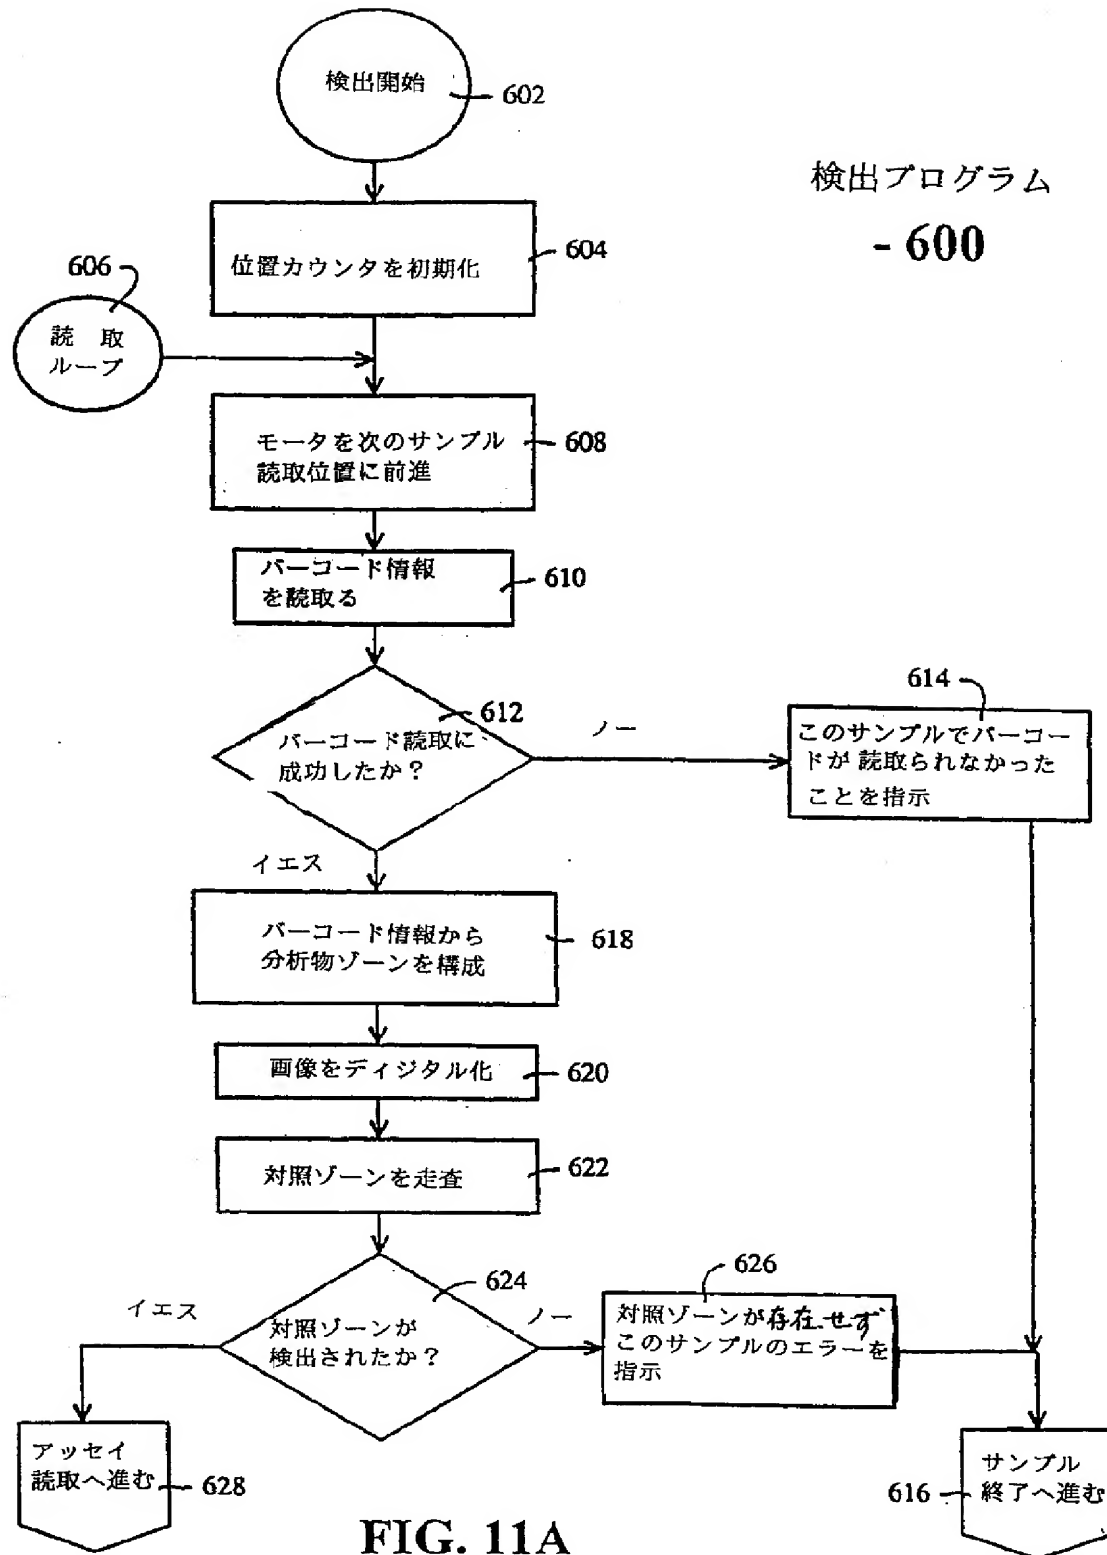 検出開始
602
検出プログラム
- 600
位置カウンタを初期化
604
606
読 取
ループ
モータを次のサンプル
読取位置に前進
608
バーコード情報
を読取る
610
612
バーコード読取に
成功したか？
ノー
614
このサンプルでバーコー
ドが 読取られなかった
ことを指示
イエス
バーコード情報から
分析物ゾーンを構成
618
画像をディジタル化
620
対照ゾーンを走査
622
624
対照ゾーンが
検出されたか？
イエス
ノー
626
対照ゾーンが存在せず
このサンプルのエラーを
指示
アッセイ
読取へ進む
628
サンプル
終了へ進む
616
FIG. 11A